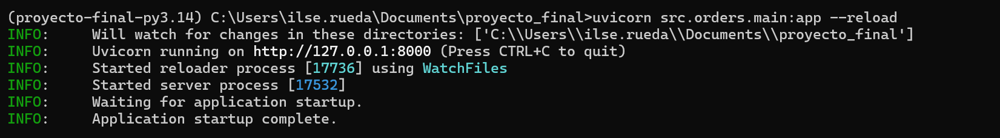 (proyecto-final-py3.14) C:\Users\ilse.rueda\Documents\proyecto_final>uvicorn src.orders.main:app --reload
INFO:     Will watch for changes in these directories: ['C:\\Users\\ilse.rueda\\Documents\\proyecto_final']
INFO:     Uvicorn running on http://127.0.0.1:8000 (Press CTRL+C to quit)
INFO:     Started reloader process [17736] using WatchFiles
INFO:     Started server process [17532]
INFO:     Waiting for application startup.
INFO:     Application startup complete.